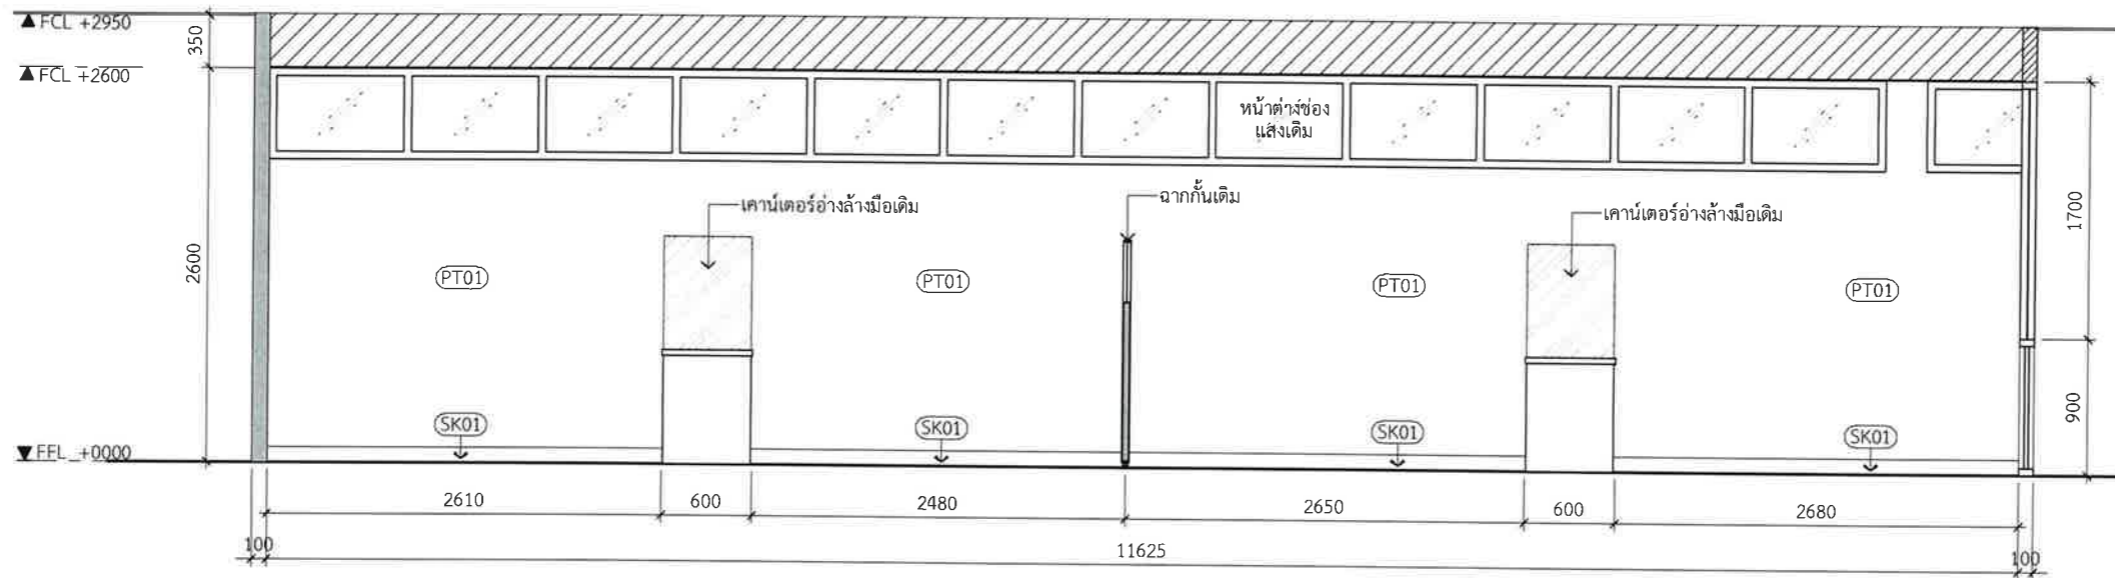 FCL +2950
350
FCL +2600
หน้าต่างช่อง
แสงเดิม
เคาน์เตอร์อ่างล้างมือเดิม
ฉากกั้นเดิม
เคาน์เตอร์อ่างล้างมือเดิม
1700
2600
PT01
PT01
PT01
PT01
900
SK01
SK01
SK01
SK01
FFL +0000
2610
600
2480
2650
600
2680
100
11625
100